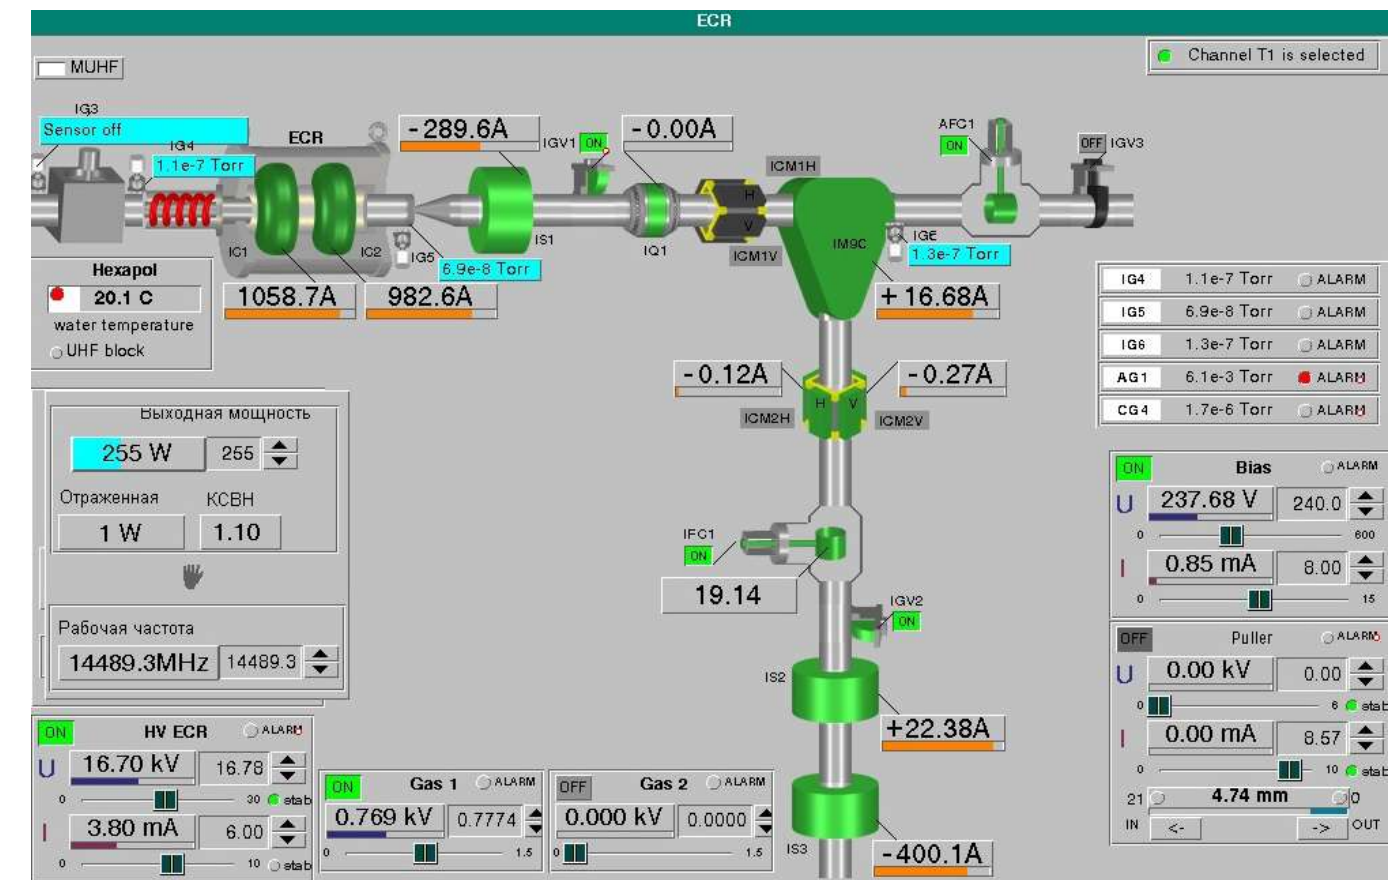 ECR
Channel T1 is selected
MUHF
IG3
Sensor off
IG4
1.1e-7 Torr
ECR
-289.6A
IGV1 ON
-0.00A
AFC1
ON
OFF IGV3
ICM1H
H
V
ICM1V
IM90
IGE
1.3e-7 Torr
IC1
IC2
IG5
6.9e-8 Torr
IS1
IQ1
1058.7A
982.6A
+16.68A
Hexapol
20.1 C
water temperature
UHF block
IG4 1.1e-7 Torr ALARM
IG5 6.9e-8 Torr ALARM
IG6 1.3e-7 Torr ALARM
AG1 6.1e-3 Torr ALARM
CG4 1.7e-6 Torr ALARM
-0.12A
-0.27A
H V
ICM2H
ICM2V
Выходная мощность
255 W 255
Отраженная КСВН
1 W 1.10
Рабочая частота
14489.3MHz 14489.3
IFC1
ON
19.14
IGV2
ON
IS2
+22.38A
IS3
-400.1A
ON Bias ALARM
U 237.68 V 240.0
0 600
I 0.85 mA 8.00
0 15
OFF Puller ALARM
U 0.00 kV 0.00
0 6 stab
I 0.00 mA 8.57
0 10 stab
21 4.74 mm 0
IN <- -> OUT
ON HV ECR ALARM
U 16.70 kV 16.78
0 30 stab
I 3.80 mA 6.00
0 10 stab
ON Gas 1 ALARM
0.769 kV 0.7774
0 1.5
OFF Gas 2 ALARM
0.000 kV 0.0000
0 1.5